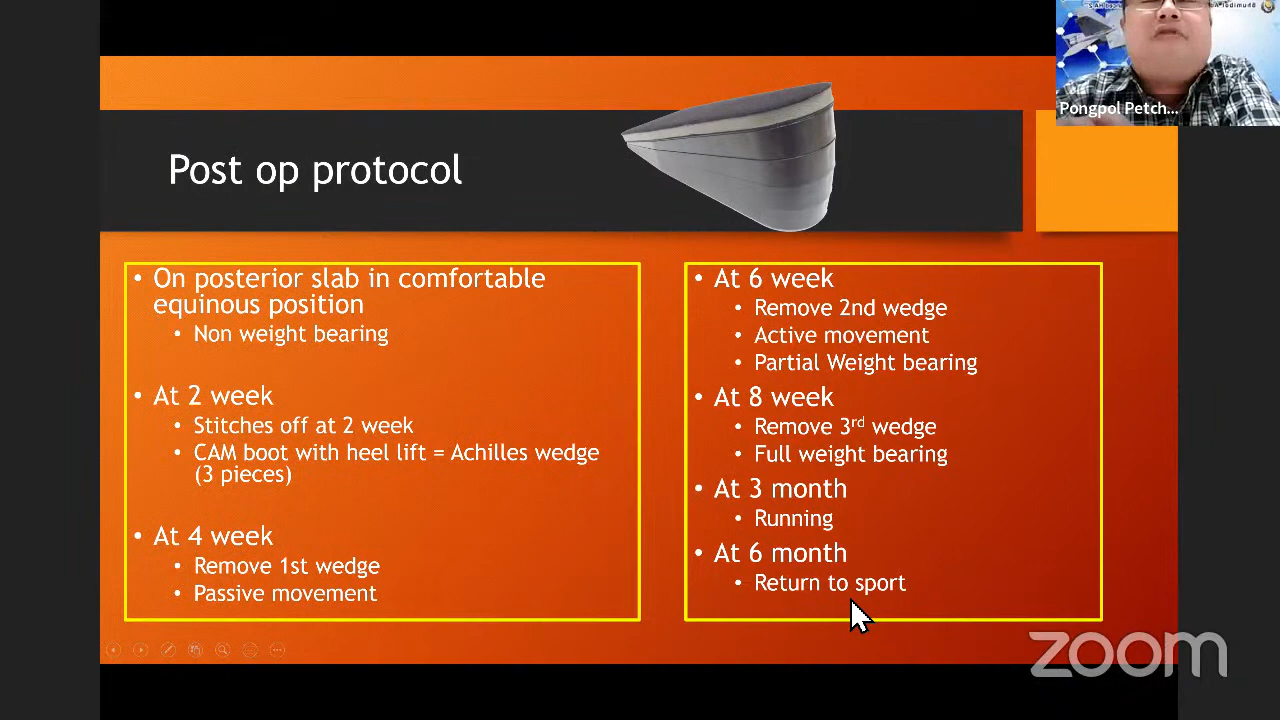 Pongpol Petch...
Post op protocol
• On posterior slab in comfortable
equinous position
• Non weight bearing
• At 2 week
• Stitches off at 2 week
• CAM boot with heel lift = Achilles wedge
(3 pieces)
• At 4 week
• Remove 1st wedge
• Passive movement
• At 6 week
• Remove 2nd wedge
• Active movement
• Partial Weight bearing
• At 8 week
• Remove 3rd wedge
• Full weight bearing
• At 3 month
• Running
• At 6 month
• Return to sport
zoom